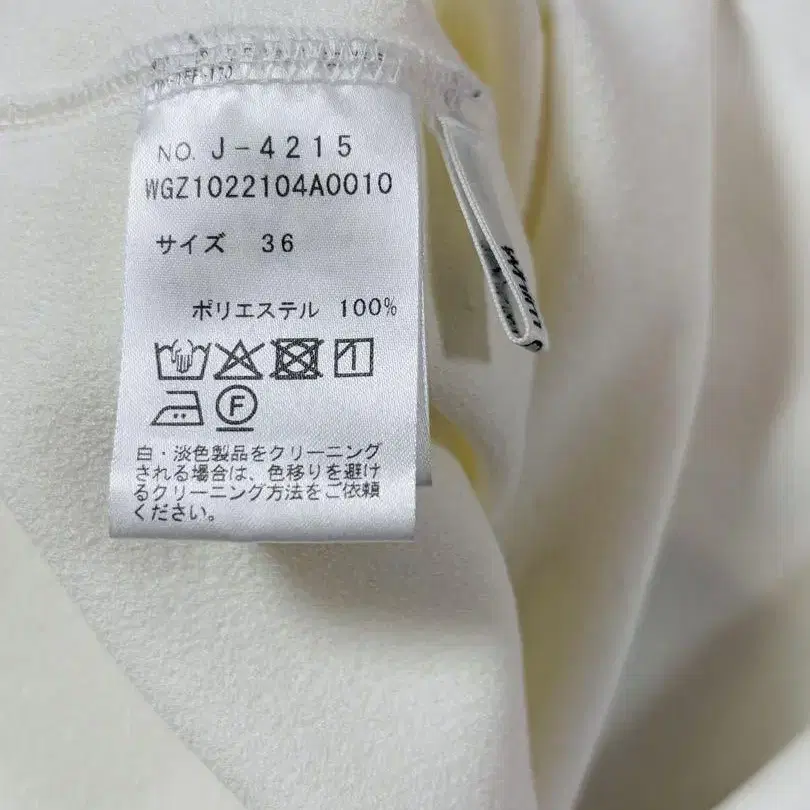 NO. J-4215
WGZ1022104A0010
サイズ 36
ポリエステル 100%
F
白・淡色製品をクリーニング
される場合は、色移りを避け
るクリーニング方法をご依頼
ください。